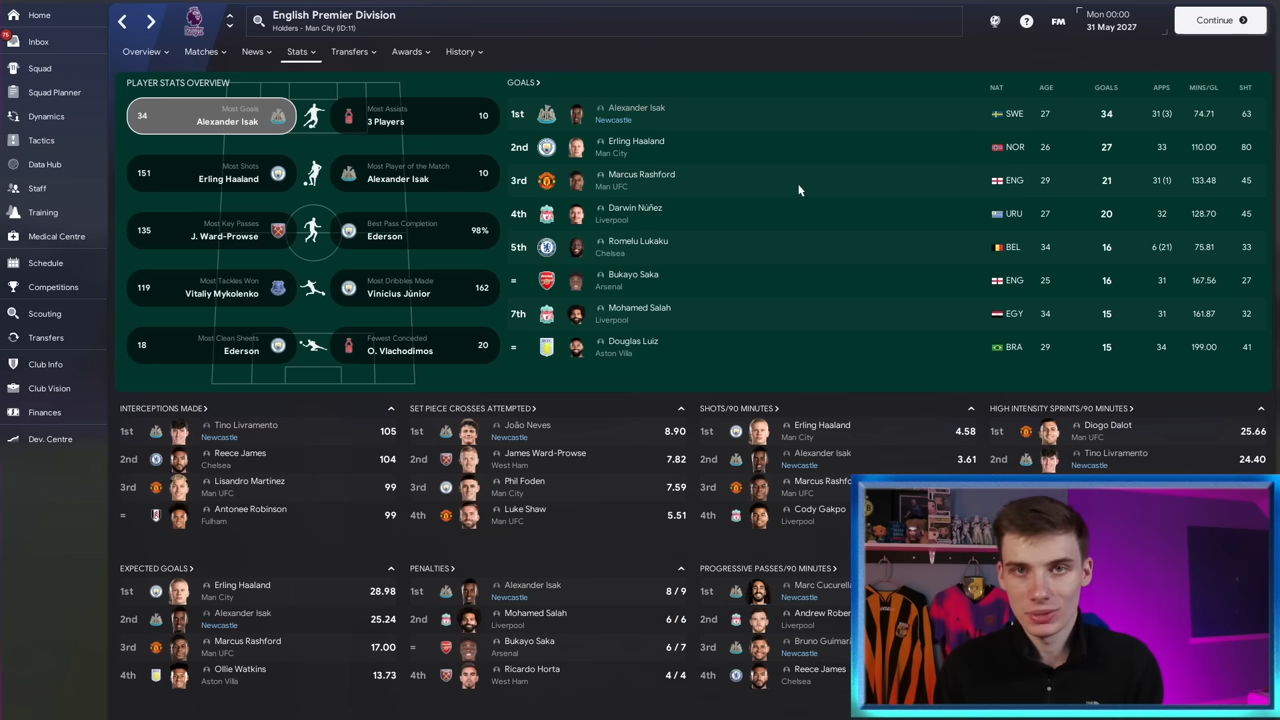 Home
75
Inbox
Squad
Squad Planner
Dynamics
Tactics
Data Hub
Staff
Training
Medical Centre
Schedule
Competitions
Scouting
Transfers
Club Info
Club Vision
Finances
Dev. Centre
English Premier Division
Holders - Man City (ID:11)
?
FM
Mon 00:00
31 May 2027
Continue
Overview
Matches
News
Stats
Transfers
Awards
History
PLAYER STATS OVERVIEW
34 Most Goals
Alexander Isak
Most Assists
3 Players 10
151 Most Shots
Erling Haaland
Most Player of the Match
Alexander Isak 10
135 Most Key Passes
J. Ward-Prowse
Best Pass Completion
Ederson 98%
119 Most Tackles Won
Vitaliy Mykolenko
Most Dribbles Made
Vinícius Júnior 162
18 Most Clean Sheets
Ederson
Fewest Conceded
O. Vlachodimos 20
GOALS > NAT AGE GOALS APPS MINS/GL SHT
1st Alexander Isak SWE 27 34 31 (3) 74.71 63
Newcastle
2nd Erling Haaland NOR 26 27 33 110.00 80
Man City
3rd Marcus Rashford ENG 29 21 31 (1) 133.48 45
Man UFC
4th Darwin Núñez URU 27 20 32 128.70 45
Liverpool
5th Romelu Lukaku BEL 34 16 6 (21) 75.81 33
Chelsea
= Bukayo Saka ENG 25 16 31 167.56 27
Arsenal
7th Mohamed Salah EGY 34 15 31 161.87 32
Liverpool
= Douglas Luiz BRA 29 15 34 199.00 41
Aston Villa
INTERCEPTIONS MADE >
1st Tino Livramento 105
Newcastle
2nd Reece James 104
Chelsea
3rd Lisandro Martínez 99
Man UFC
= Antonee Robinson 99
Fulham
SET PIECE CROSSES ATTEMPTED >
1st João Neves 8.90
Newcastle
2nd James Ward-Prowse 7.82
West Ham
3rd Phil Foden 7.59
Man City
4th Luke Shaw 5.51
Man UFC
SHOTS/90 MINUTES >
1st Erling Haaland 4.58
Man City
2nd Alexander Isak 3.61
Newcastle
3rd Marcus Rashfo
Man UFC
4th Cody Gakpo
Liverpool
HIGH INTENSITY SPRINTS/90 MINUTES >
1st Diogo Dalot 25.66
Man UFC
2nd Tino Livramento 24.40
Newcastle
EXPECTED GOALS >
1st Erling Haaland 28.98
Man City
2nd Alexander Isak 25.24
Newcastle
3rd Marcus Rashford 17.00
Man UFC
4th Ollie Watkins 13.73
Aston Villa
PENALTIES >
1st Alexander Isak 8 / 9
Newcastle
2nd Mohamed Salah 6 / 6
Liverpool
= Bukayo Saka 6 / 7
Arsenal
4th Ricardo Horta 4 / 4
West Ham
PROGRESSIVE PASSES/90 MINUTES >
1st Marc Cucurella
Newcastle
2nd Andrew Rober
Liverpool
3rd Bruno Guimarã
Newcastle
4th Reece James
Chelsea